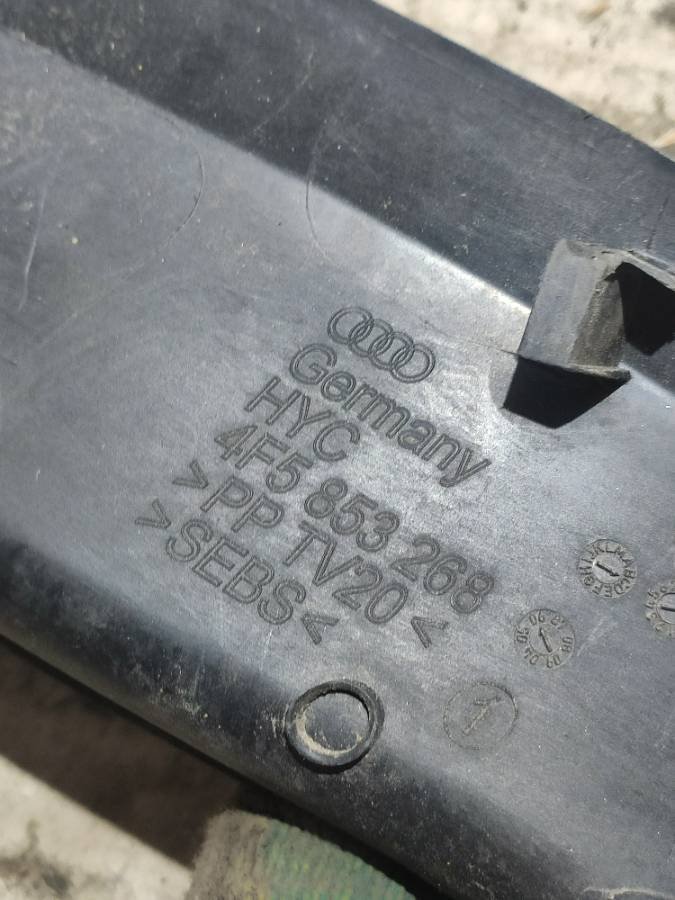 Germany
HYC
4F5 853 268
>PP TV20<
>SEBS<